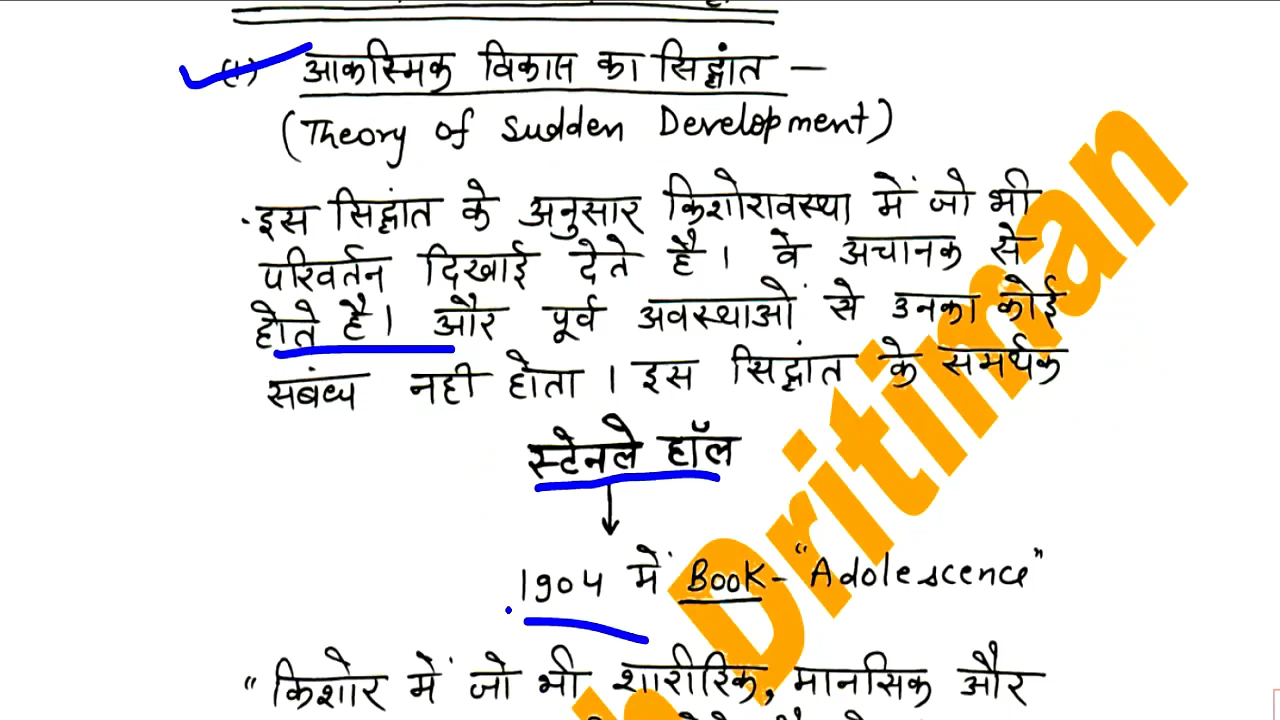 (1) आकस्मिक विकास का सिद्धांत –
(Theory of Sudden Development)
. इस सिद्धांत के अनुसार किशोरावस्था में जो भी
परिवर्तन दिखाई देते है। वे अचानक से
होते है। और पूर्व अवस्थाओं से उनका कोई
सबंध नही होता। इस सिद्धांत के समर्थक
स्टेनले हॉल
1904 में Book - "Adolescence"
"किशोर में जो भी शारीरिक, मानसिक और
Dritiman